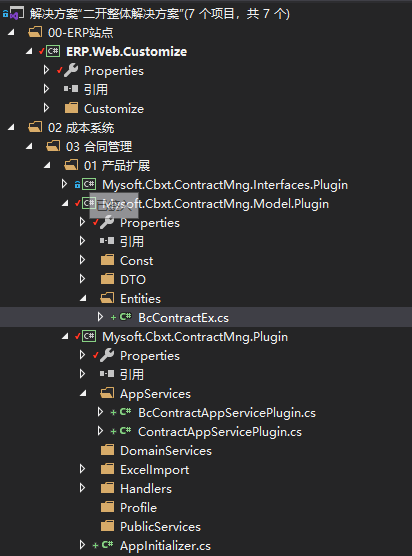 解决方案"二开整体解决方案"(7 个项目，共 7 个)
00-ERP站点
ERP.Web.Customize
Properties
引用
Customize
02 成本系统
03 合同管理
01 产品扩展
Mysoft.Cbxt.ContractMng.Interfaces.Plugin
Mysoft.Cbxt.ContractMng.Model.Plugin
Properties
引用
Const
DTO
Entities
BcContractEx.cs
Mysoft.Cbxt.ContractMng.Plugin
Properties
引用
AppServices
BcContractAppServicePlugin.cs
ContractAppServicePlugin.cs
DomainServices
ExcelImport
Handlers
Profile
PublicServices
AppInitializer.cs